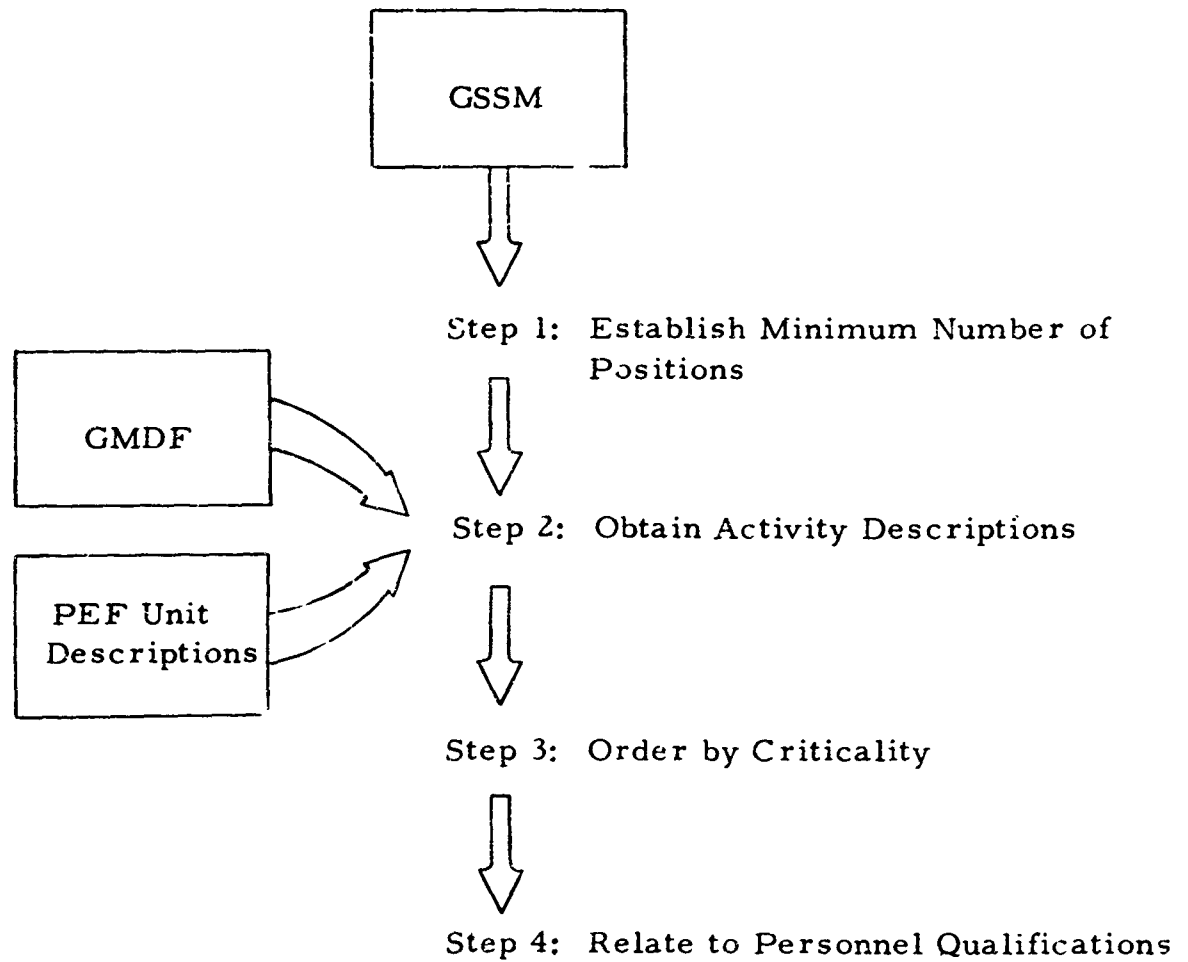 GSSM
Step 1: Establish Minimum Number of
Positions
GMDF
Step 2: Obtain Activity Descriptions
PEF Unit
Descriptions
Step 3: Order by Criticality
Step 4: Relate to Personnel Qualifications